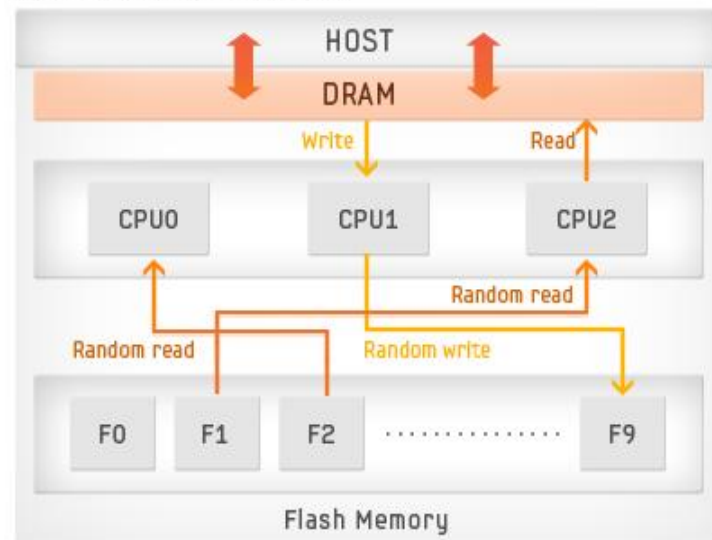 HOST
DRAM
Write
Read
CPU0
CPU1
CPU2
Random read
Random read
Random write
F0
F1
F2
F9
Flash Memory